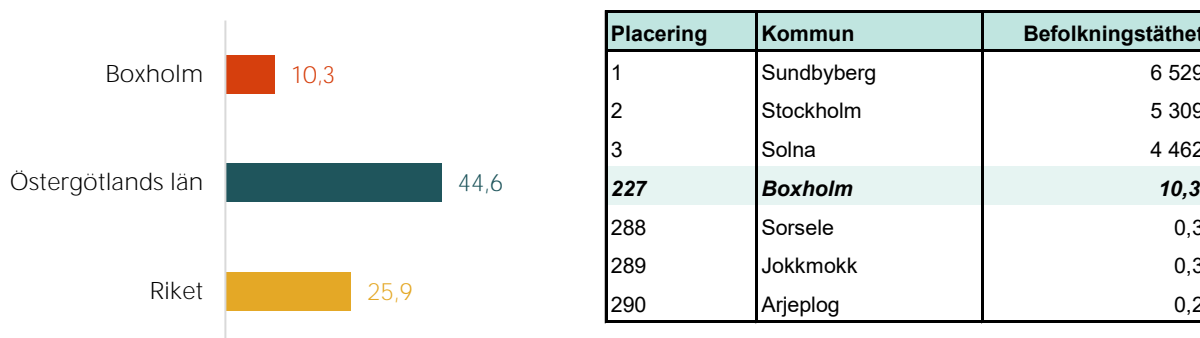 Boxholm 10,3
Östergötlands län 44,6
Riket 25,9
Placering Kommun Befolkningstäthet
1 Sundbyberg 6 529
2 Stockholm 5 309
3 Solna 4 462
227 Boxholm 10,3
288 Sorsele 0,3
289 Jokkmokk 0,3
290 Arjeplog 0,2